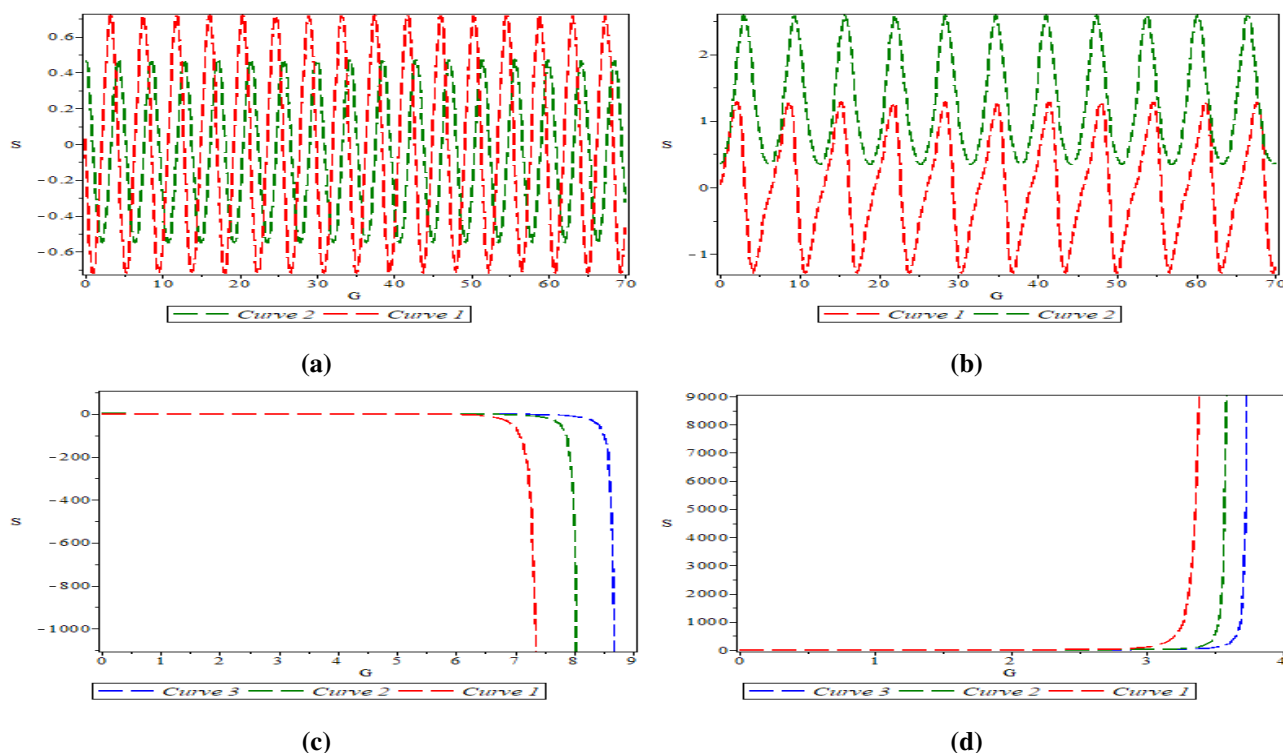 0.6
0.4
0.2
S 0
−0.2
−0.4
−0.6
0 10 20 30 40 50 60 70
G
Curve 2 Curve 1
(a)
2
1
S
0
−1
0 10 20 30 40 50 60 70
G
Curve 1 Curve 2
(b)
0
−200
−400
S
−600
−800
−1000
0 1 2 3 4 5 6 7 8 9
G
Curve 3 Curve 2 Curve 1
(c)
9000
8000
7000
6000
5000
S
4000
3000
2000
1000
0
0 1 2 3 4
G
Curve 3 Curve 2 Curve 1
(d)